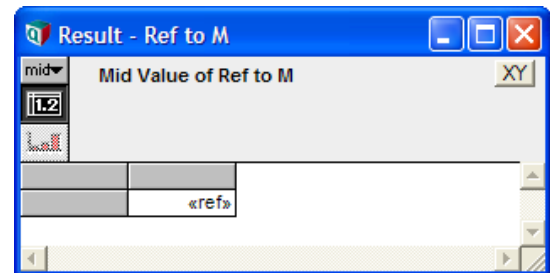 Result - Ref to M
mid
Mid Value of Ref to M
XY
1.2
«ref»